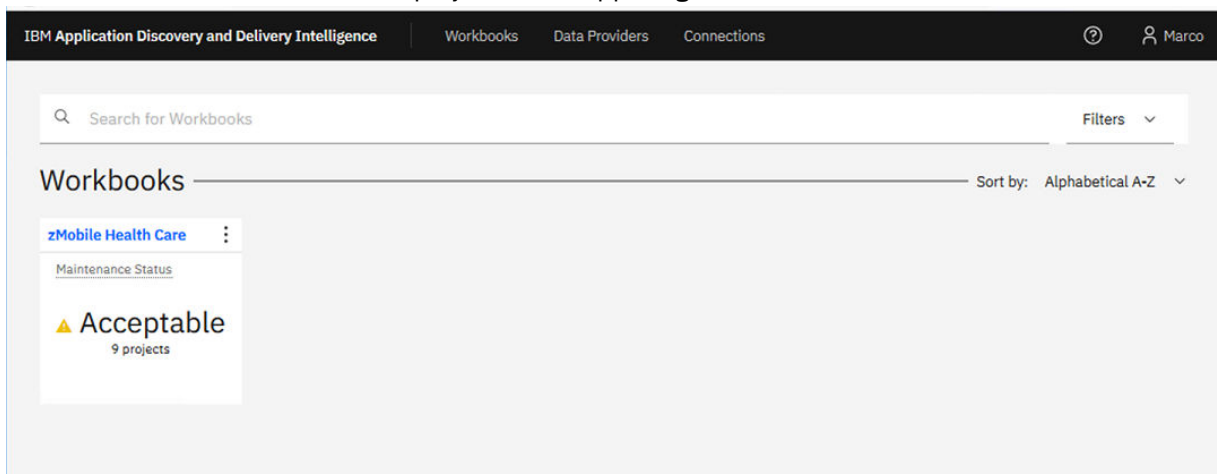 IBM Application Discovery and Delivery Intelligence Workbooks Data Providers Connections Marco
Search for Workbooks Filters
Workbooks Sort by: Alphabetical A-Z
zMobile Health Care
Maintenance Status
Acceptable
9 projects